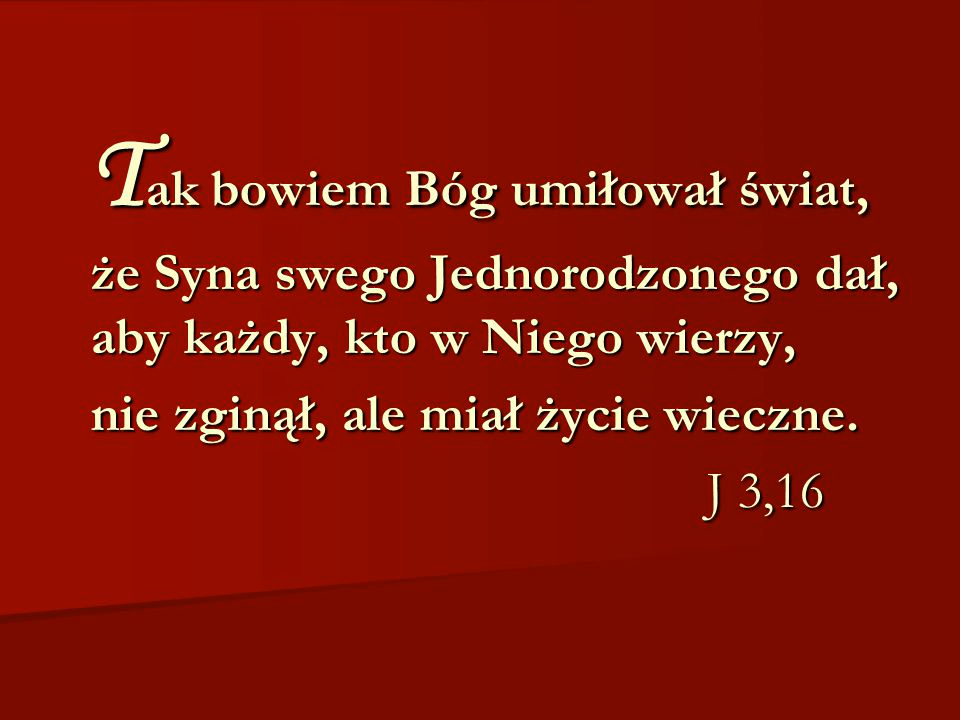 Tak bowiem Bóg umiłował świat,
że Syna swego Jednorodzonego dał,
aby każdy, kto w Niego wierzy,
nie zginął, ale miał życie wieczne.
J 3,16